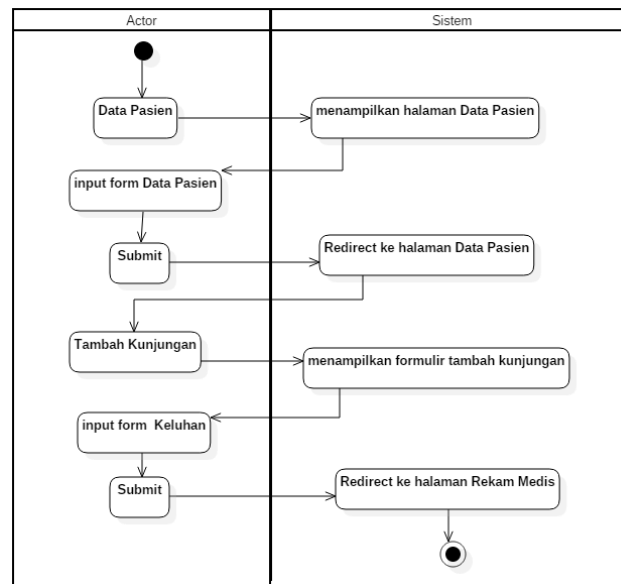 Actor
Sistem
Data Pasien
menampilkan halaman Data Pasien
input form Data Pasien
Submit
Redirect ke halaman Data Pasien
Tambah Kunjungan
menampilkan formulir tambah kunjungan
input form  Keluhan
Submit
Redirect ke halaman Rekam Medis